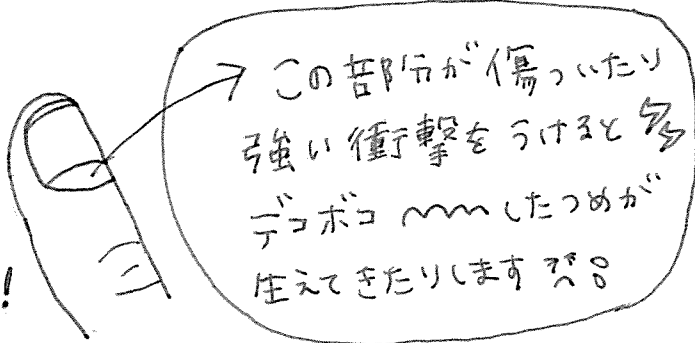 この部分が傷ついたり
強い衝撃をうけると
デコボコ〜〜したつめが
生えてきたりします
!